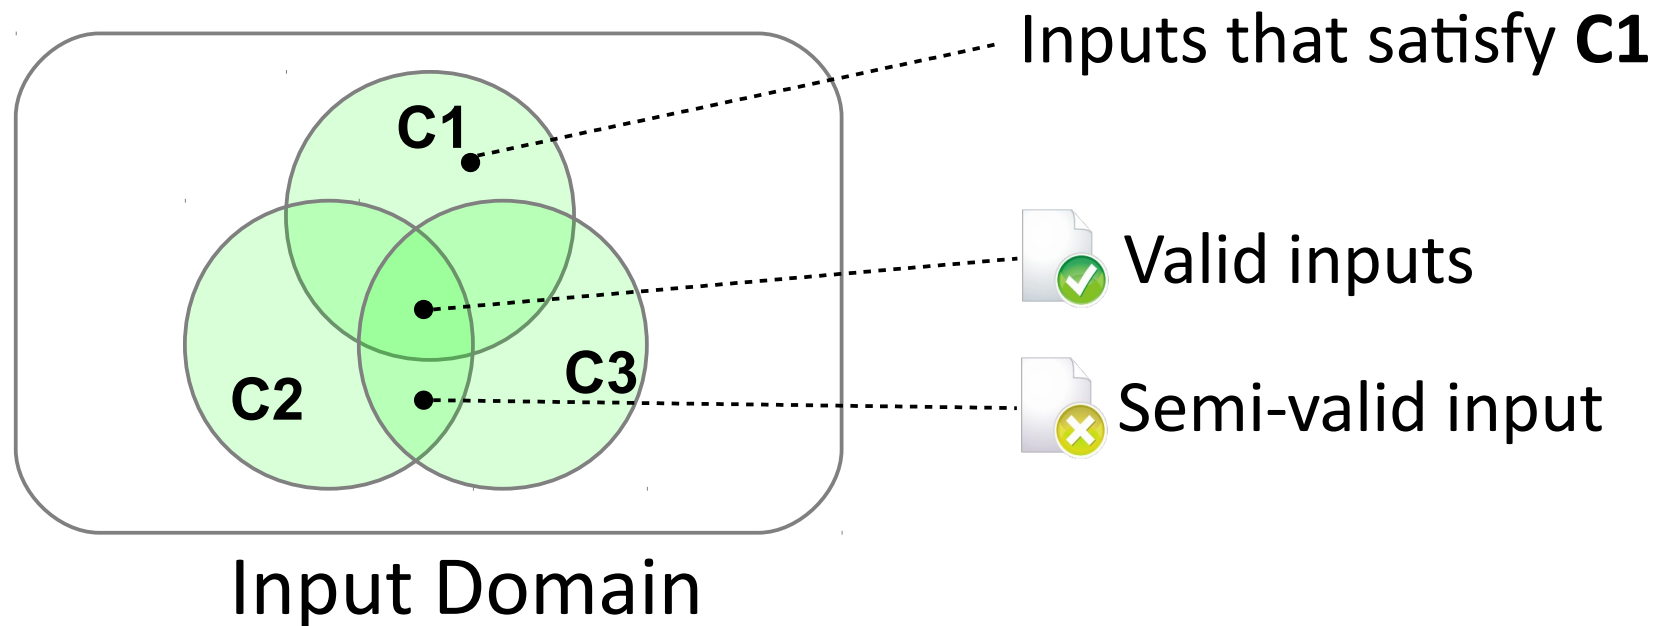 Inputs that satisfy C1
C1
Valid inputs
C3
C2
Semi-valid input
Input Domain